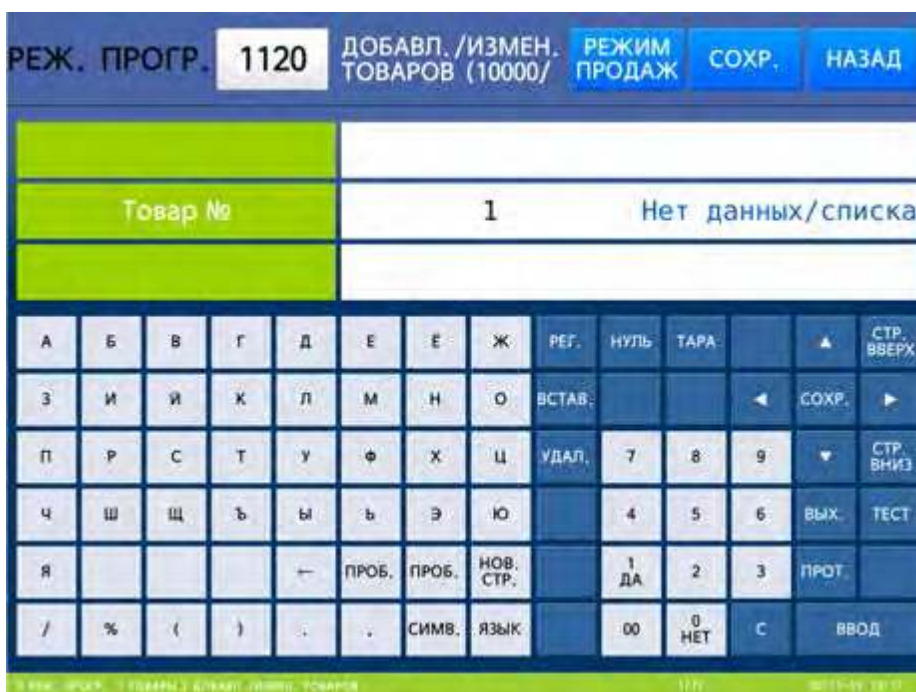 РЕЖ. ПРОГР. 1120 ДОБАВЛ./ИЗМЕН. РЕЖИМ СОХР. НАЗАД
ТОВАРОВ (10000/ ПРОДАЖ
Товар № 1 Нет данных/списка
А Б В Г Д Е Ё Ж РЕГ. НУЛЬ ТАРА ▲ СТР. ВВЕРХ
З И Й К Л М Н О ВСТАВ. ◀ СОХР. ▶
П Р С Т У Ф Х Ц УДАЛ. 7 8 9 ▼ СТР. ВНИЗ
Ч Ш Щ Ъ Ы Ь Э Ю 4 5 6 ВЫХ. ТЕСТ
Я ← ПРОБ. ПРОБ. НОВ. СТР. 1 ДА 2 3 ПРОТ.
/ % ( ) . . СИМВ. ЯЗЫК 00 0 НЕТ С ВВОД